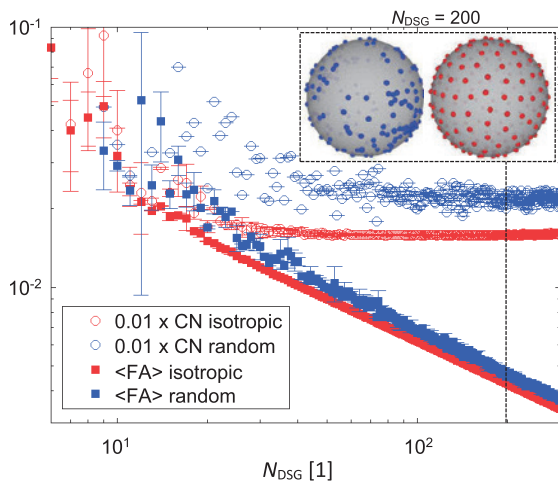 N_DSG = 200
10^-1
10^-2
0.01 x CN isotropic
0.01 x CN random
<FA> isotropic
<FA> random
10^1
10^2
N_DSG [1]